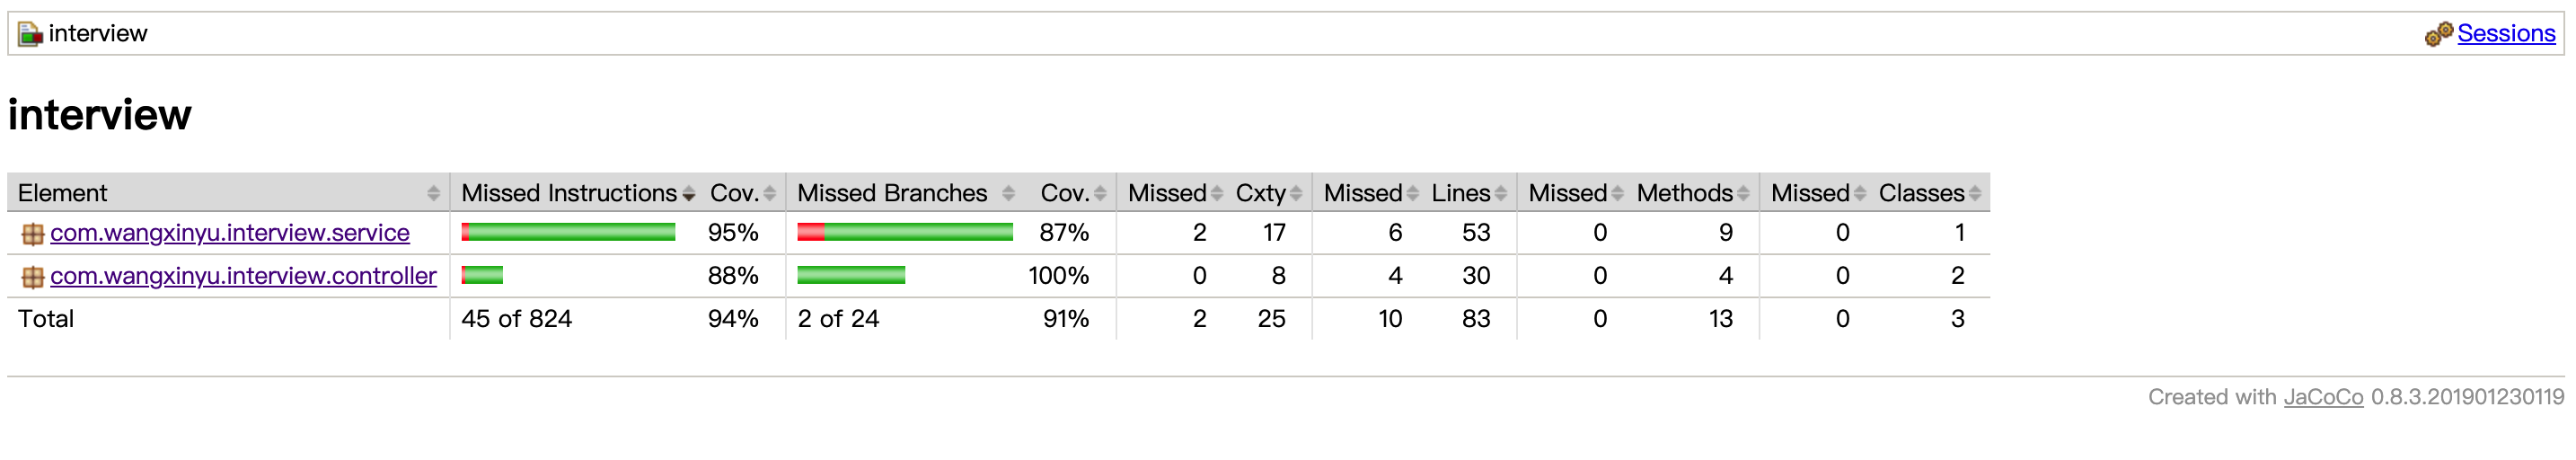 interview Sessions
interview
Element Missed Instructions Cov. Missed Branches Cov. Missed Cxty Missed Lines Missed Methods Missed Classes
com.wangxinyu.interview.service 95% 87% 2 17 6 53 0 9 0 1
com.wangxinyu.interview.controller 88% 100% 0 8 4 30 0 4 0 2
Total 45 of 824 94% 2 of 24 91% 2 25 10 83 0 13 0 3
Created with JaCoCo 0.8.3.201901230119